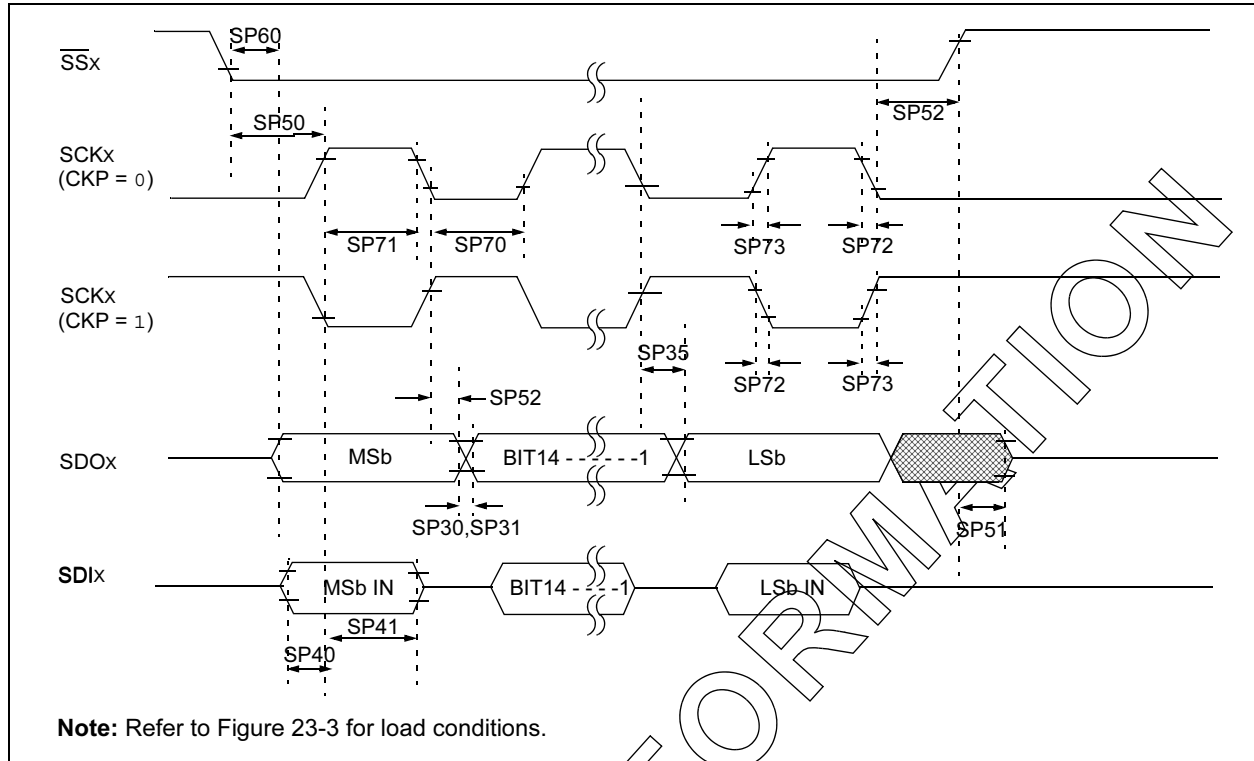 SP60
SSx
SP50
SP52
SCKx
(CKP = 0)
SP71
SP70
SP73
SP72
SCKx
(CKP = 1)
SP35
SP72
SP73
SP52
SDOx
MSb
BIT14 - - - - - -1
LSb
SP30,SP31
SP51
SDIx
MSb IN
BIT14 - - - -1
LSb IN
SP41
SP40
Note: Refer to Figure 23-3 for load conditions.
FORMATION